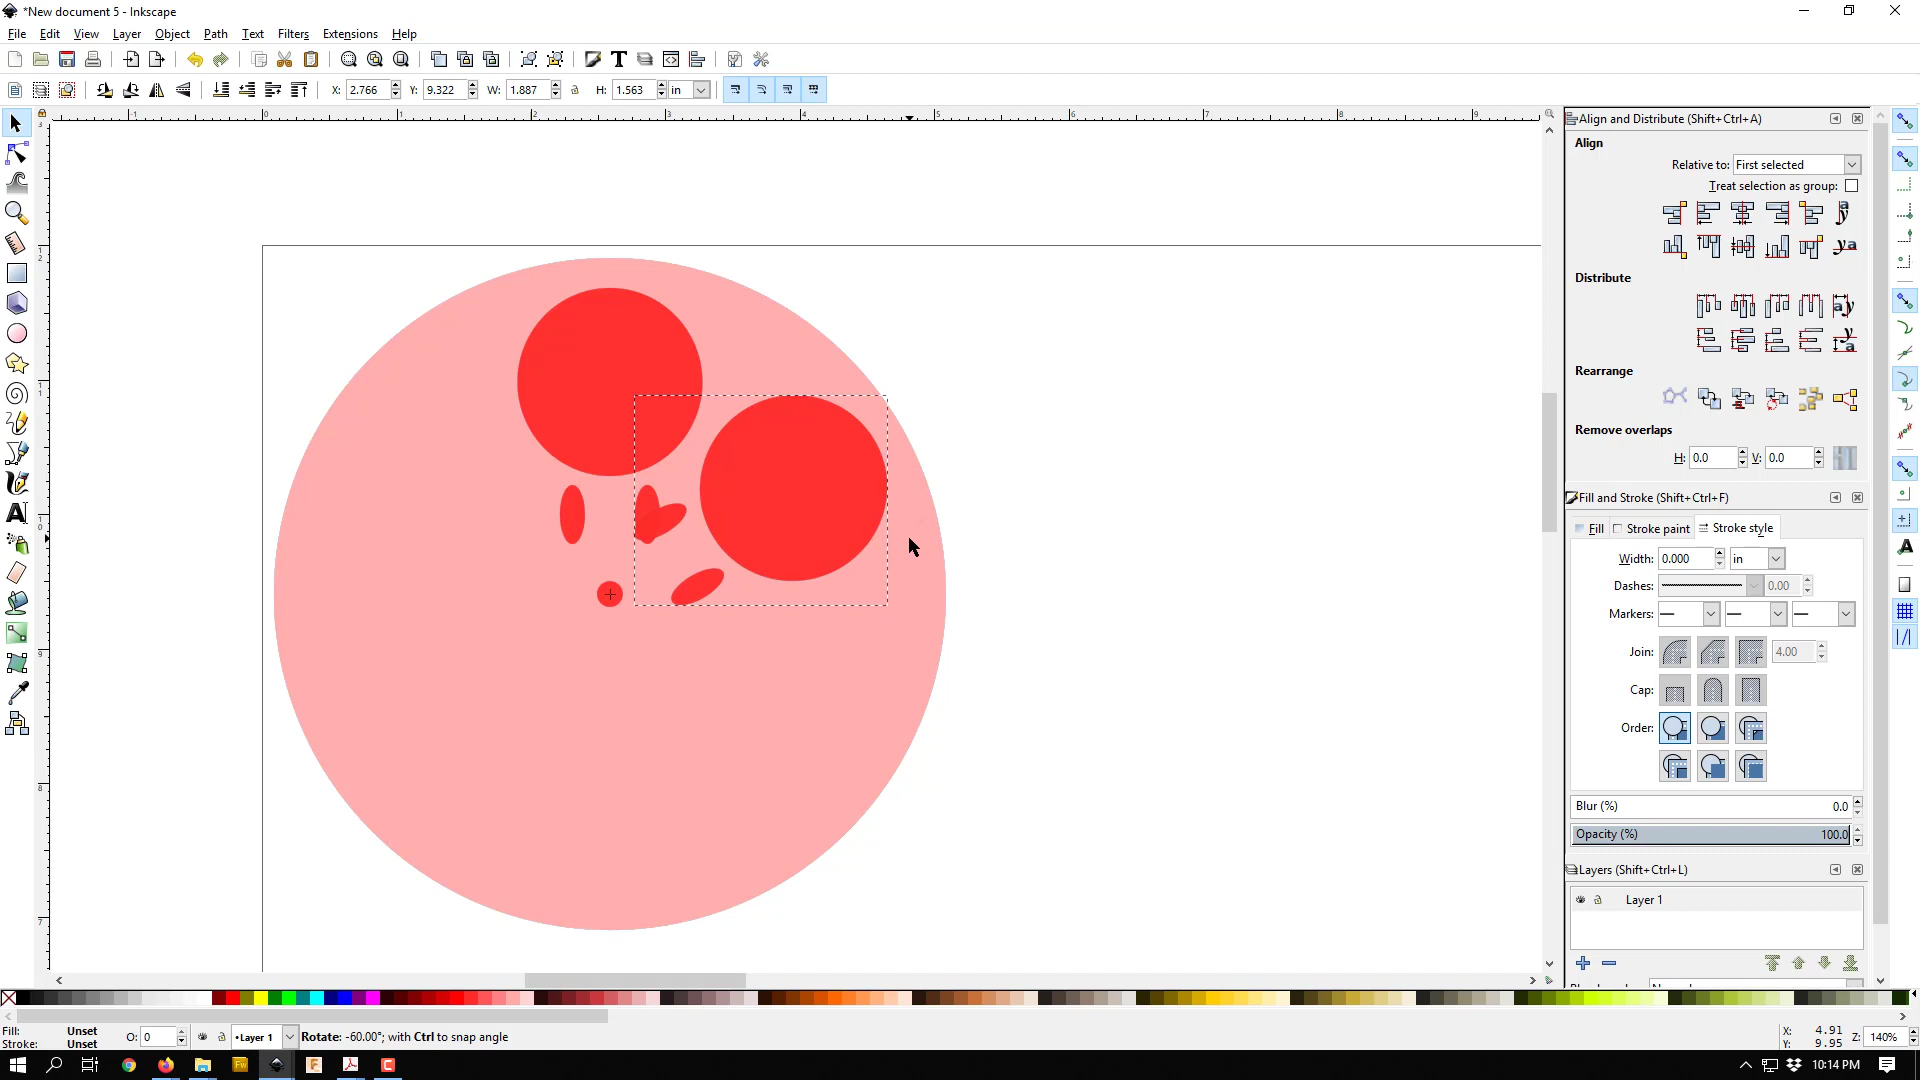 *New document 5 - Inkscape
File Edit View Layer Object Path Text Filters Extensions Help
X: 2.766 Y: 9.322 W: 1.887 H: 1.563 in
Align and Distribute (Shift+Ctrl+A)
Align
Relative to: First selected
Treat selection as group:
Distribute
Rearrange
Remove overlaps
H: 0.0 V: 0.0
Fill and Stroke (Shift+Ctrl+F)
Fill Stroke paint Stroke style
Width: 0.000 in
Dashes: 0.00
Markers:
Join: 4.00
Cap:
Order:
Blur (%) 0.0
Opacity (%) 100.0
Layers (Shift+Ctrl+L)
Layer 1
Fill: Unset
Stroke: Unset
O: 0
•Layer 1
Rotate: -60.00°; with Ctrl to snap angle
X: 4.91
Y: 9.95
Z: 140%
10:14 PM